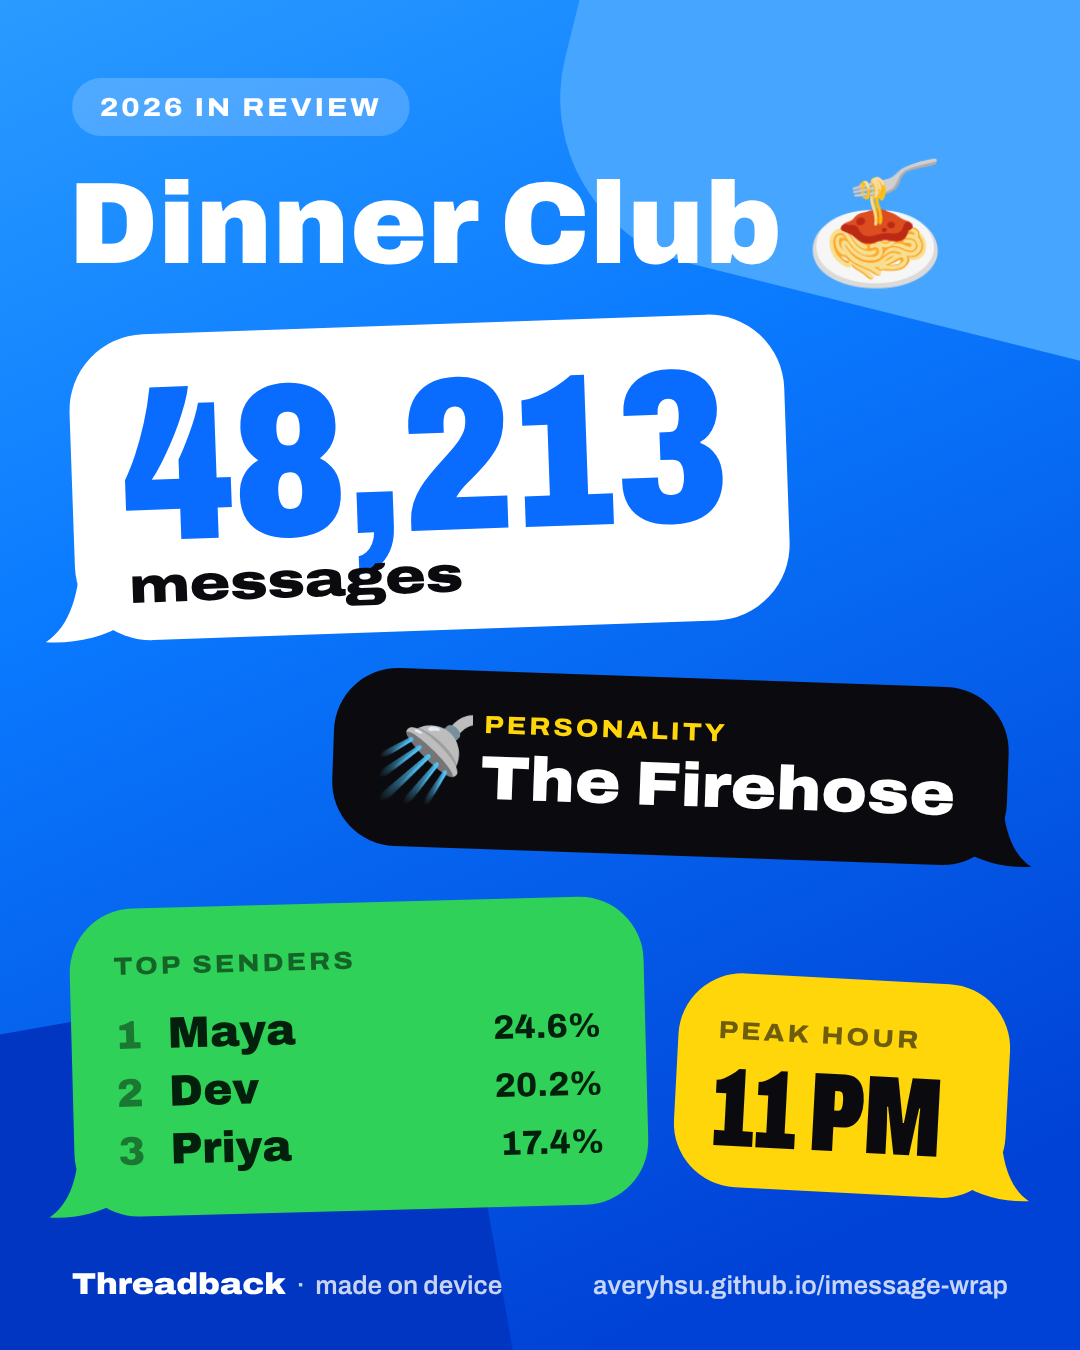 2026 IN REVIEW
Dinner Club
48,213
messages
PERSONALITY
The Firehose
TOP SENDERS
1 Maya 24.6%
2 Dev 20.2%
3 Priya 17.4%
PEAK HOUR
11 PM
Threadback · made on device averyhsu.github.io/imessage-wrap